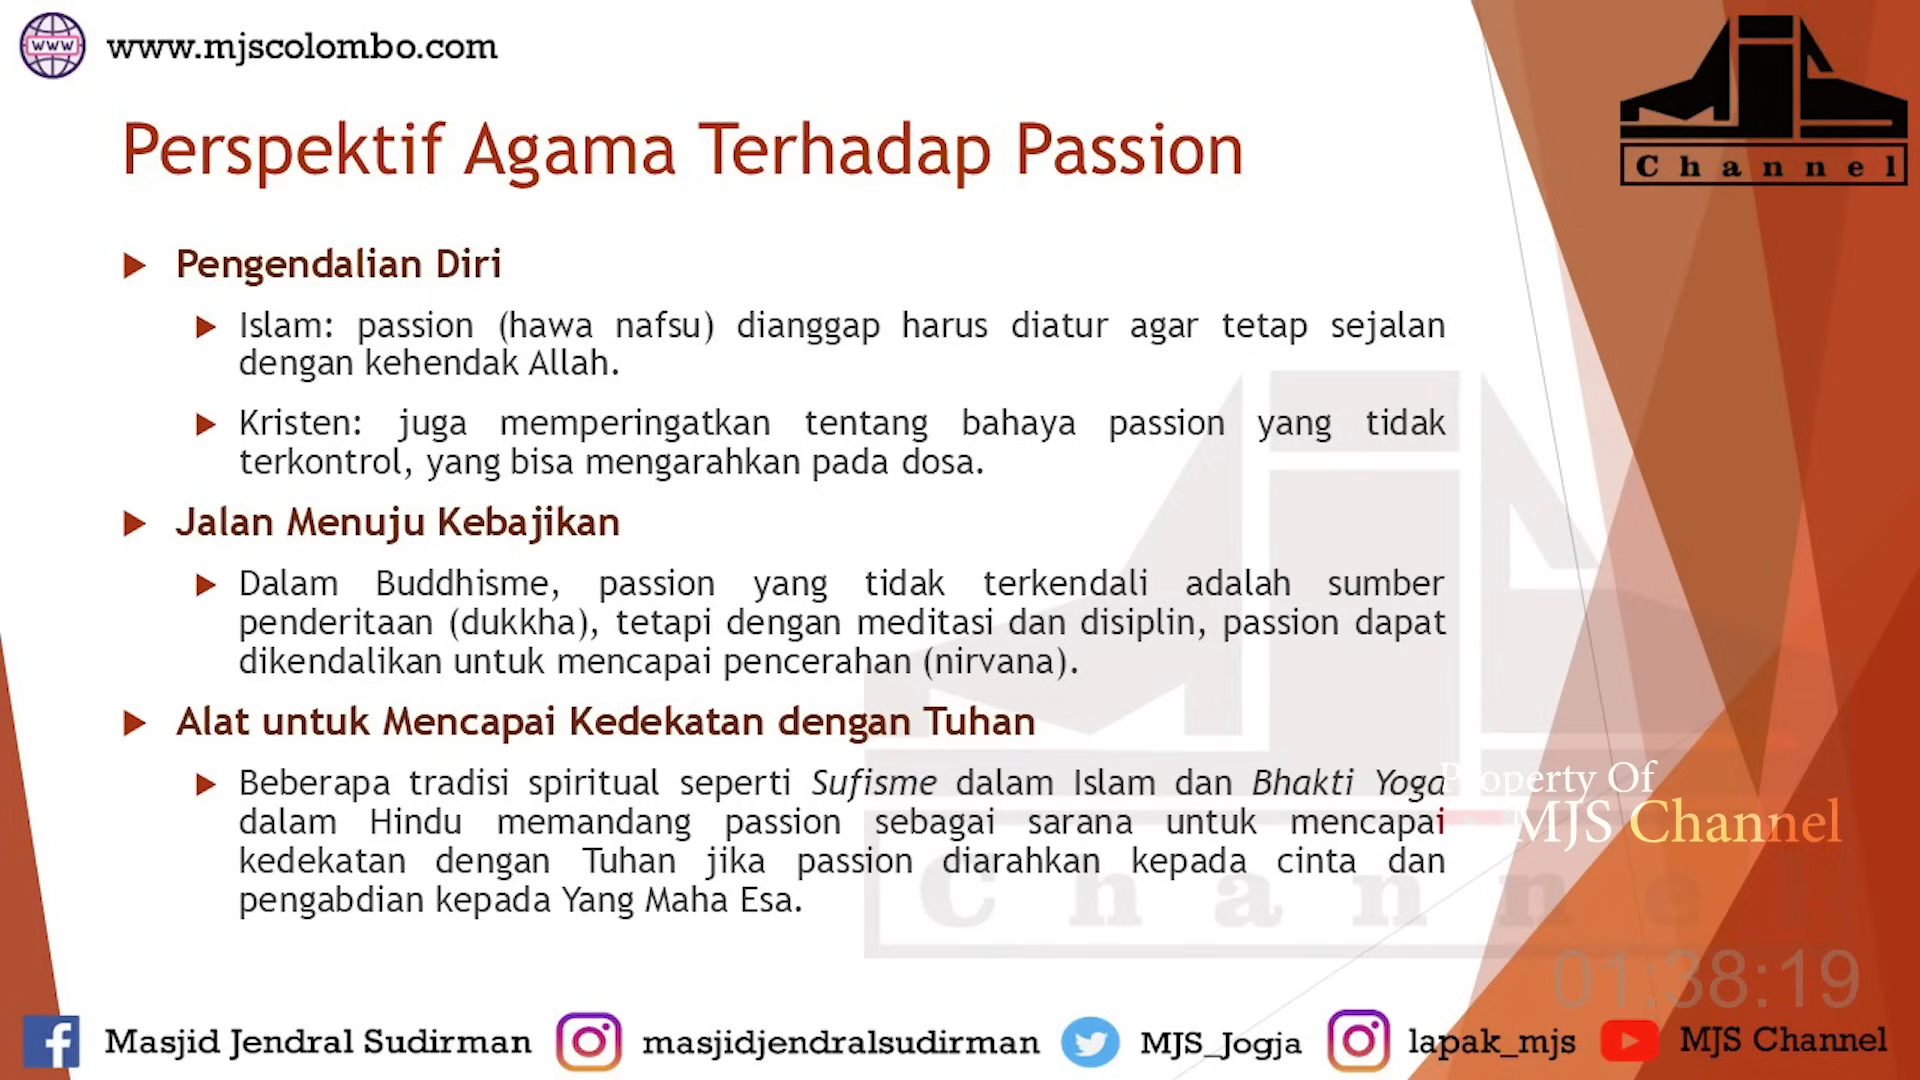 www.mjscolombo.com
WWW
Channel
Perspektif Agama Terhadap Passion
Pengendalian Diri
Islam: passion (hawa nafsu) dianggap harus diatur agar tetap sejalan
dengan kehendak Allah.
Kristen: juga memperingatkan tentang bahaya passion yang tidak
terkontrol, yang bisa mengarahkan pada dosa.
Jalan Menuju Kebajikan
Dalam Buddhisme, passion yang tidak terkendali adalah sumber
penderitaan (dukkha), tetapi dengan meditasi dan disiplin, passion dapat
dikendalikan untuk mencapai pencerahan (nirvana).
Alat untuk Mencapai Kedekatan dengan Tuhan
Beberapa tradisi spiritual seperti Sufisme dalam Islam dan Bhakti Yoga
dalam Hindu memandang passion sebagai sarana untuk mencapai
kedekatan dengan Tuhan jika passion diarahkan kepada cinta dan
pengabdian kepada Yang Maha Esa.
Property Of
MJS Channel
Channel
01:38:19
Masjid Jendral Sudirman masjidjendralsudirman MJS_Jogja lapak_mjs MJS Channel